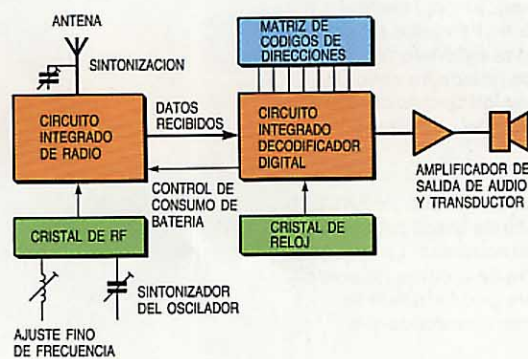 ANTENA
SINTONIZACION
MATRIZ DE
CODIGOS DE
DIRECCIONES
CIRCUITO
INTEGRADO
DE RADIO
DATOS
RECIBIDOS
CIRCUITO
INTEGRADO
DECODIFICADOR
DIGITAL
AMPLIFICADOR DE
SALIDA DE AUDIO
Y TRANSDUCTOR
CONTROL DE
CONSUMO DE
BATERIA
CRISTAL DE RF
CRISTAL DE
RELOJ
SINTONIZADOR
DEL OSCILADOR
AJUSTE FINO
DE FRECUENCIA